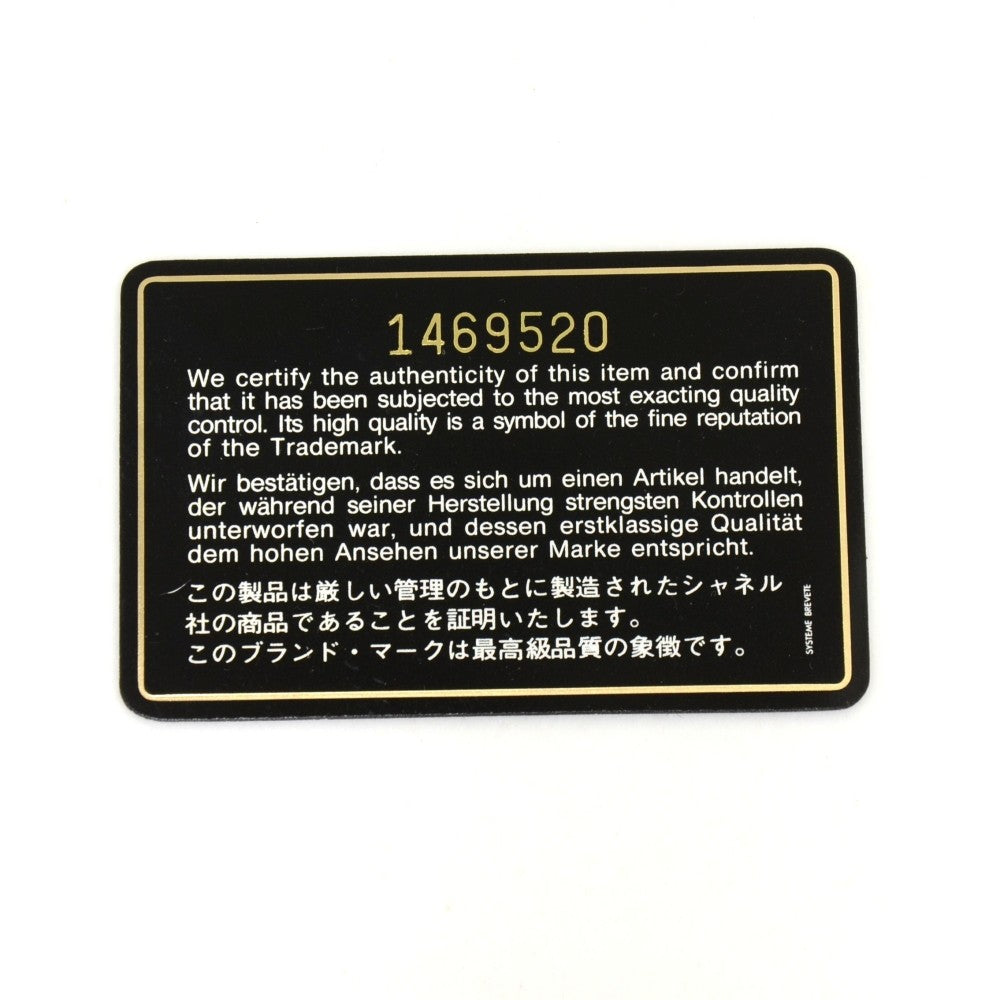 1469520
We certify the authenticity of this item and confirm
that it has been subjected to the most exacting quality
control. Its high quality is a symbol of the fine reputation
of the Trademark.
Wir bestätigen, dass es sich um einen Artikel handelt,
der während seiner Herstellung strengsten Kontrollen
unterworfen war, und dessen erstklassige Qualität
dem hohen Ansehen unserer Marke entspricht.
この製品は厳しい管理のもとに製造されたシャネル
社の商品であることを証明いたします。
このブランド・マークは最高級品質の象徴です。
SYSTEME BREVETE